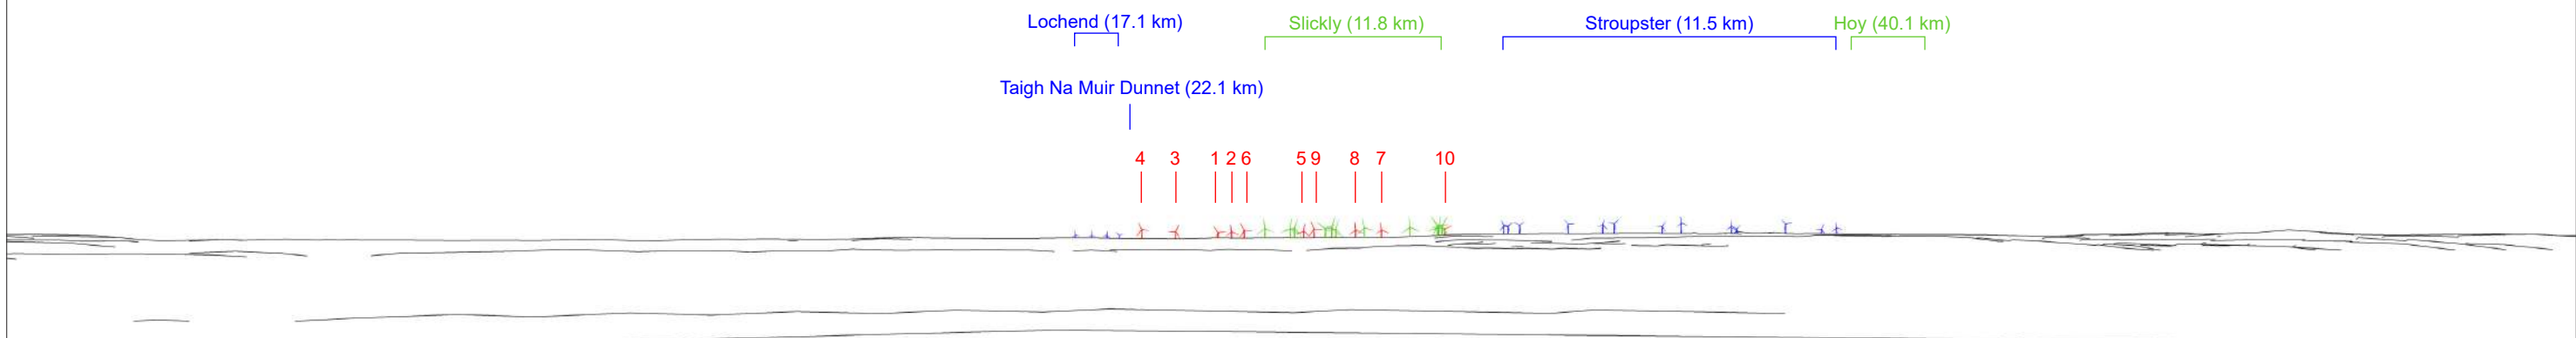 Lochend (17.1 km)
Slickly (11.8 km)
Stroupster (11.5 km)
Hoy (40.1 km)
Taigh Na Muir Dunnet (22.1 km)
4 3 1 2 6 5 9 8 7 10